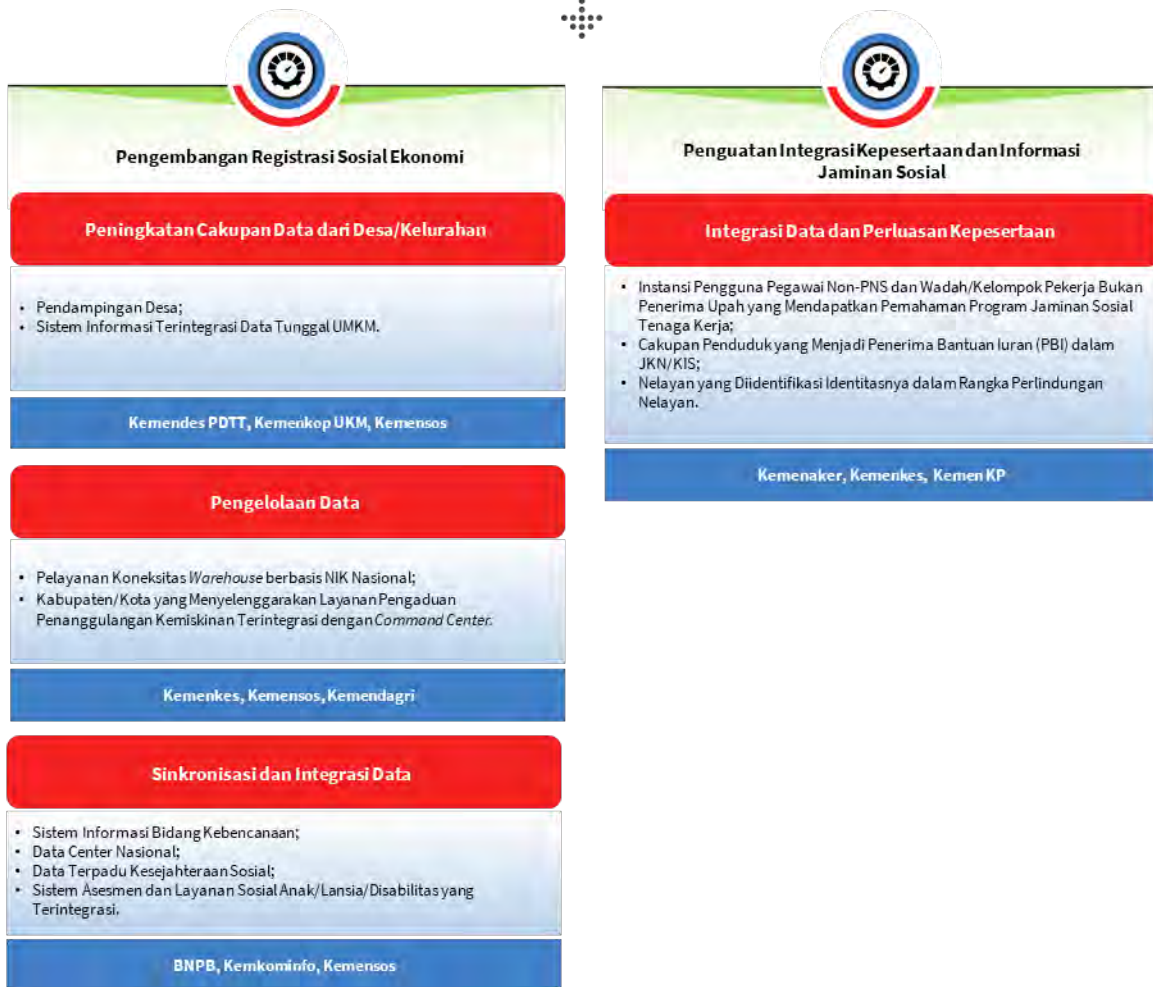 Pengembangan Registrasi Sosial Ekonomi
Peningkatan Cakupan Data dari Desa/Kelurahan
• Pendampingan Desa;
• Sistem Informasi Terintegrasi Data Tunggal UMKM.
Kemendes PDTT, Kemenkop UKM, Kemensos
Pengelolaan Data
• Pelayanan Koneksitas Warehouse berbasis NIK Nasional;
• Kabupaten/Kota yang Menyelenggarakan Layanan Pengaduan
Penanggulangan Kemiskinan Terintegrasi dengan Command Center.
Kemenkes, Kemensos, Kemendagri
Sinkronisasi dan Integrasi Data
• Sistem Informasi Bidang Kebencanaan;
• Data Center Nasional;
• Data Terpadu Kesejahteraan Sosial;
• Sistem Asesmen dan Layanan Sosial Anak/Lansia/Disabilitas yang
Terintegrasi.
BNPB, Kemkominfo, Kemensos
Penguatan Integrasi Kepesertaan dan Informasi
Jaminan Sosial
Integrasi Data dan Perluasan Kepesertaan
• Instansi Pengguna Pegawai Non-PNS dan Wadah/Kelompok Pekerja Bukan
Penerima Upah yang Mendapatkan Pemahaman Program Jaminan Sosial
Tenaga Kerja;
• Cakupan Penduduk yang Menjadi Penerima Bantuan Iuran (PBI) dalam
JKN/KIS;
• Nelayan yang Diidentifikasi Identitasnya dalam Rangka Perlindungan
Nelayan.
Kemenaker, Kemenkes, Kemen KP